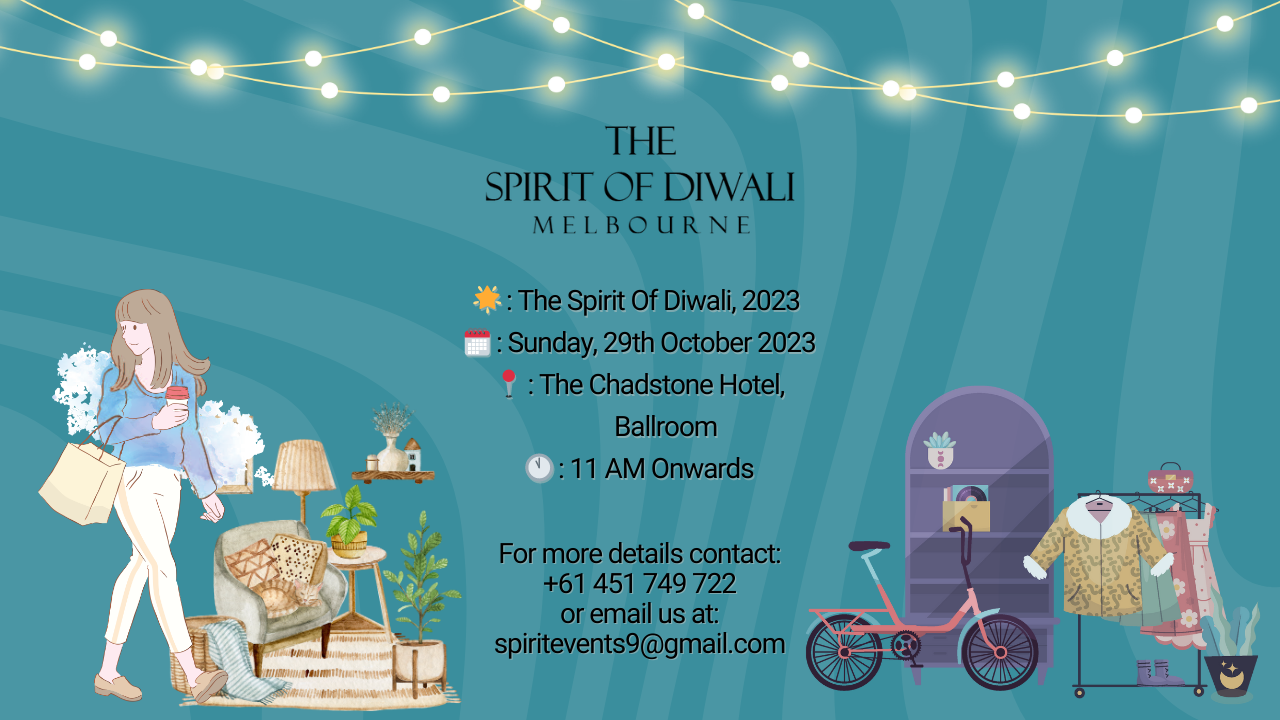 THE
SPIRIT OF DIWALI
MELBOURNE
: The Spirit Of Diwali, 2023
: Sunday, 29th October 2023
: The Chadstone Hotel,
Ballroom
: 11 AM Onwards
For more details contact:
+61 451 749 722
or email us at:
spiritevents9@gmail.com